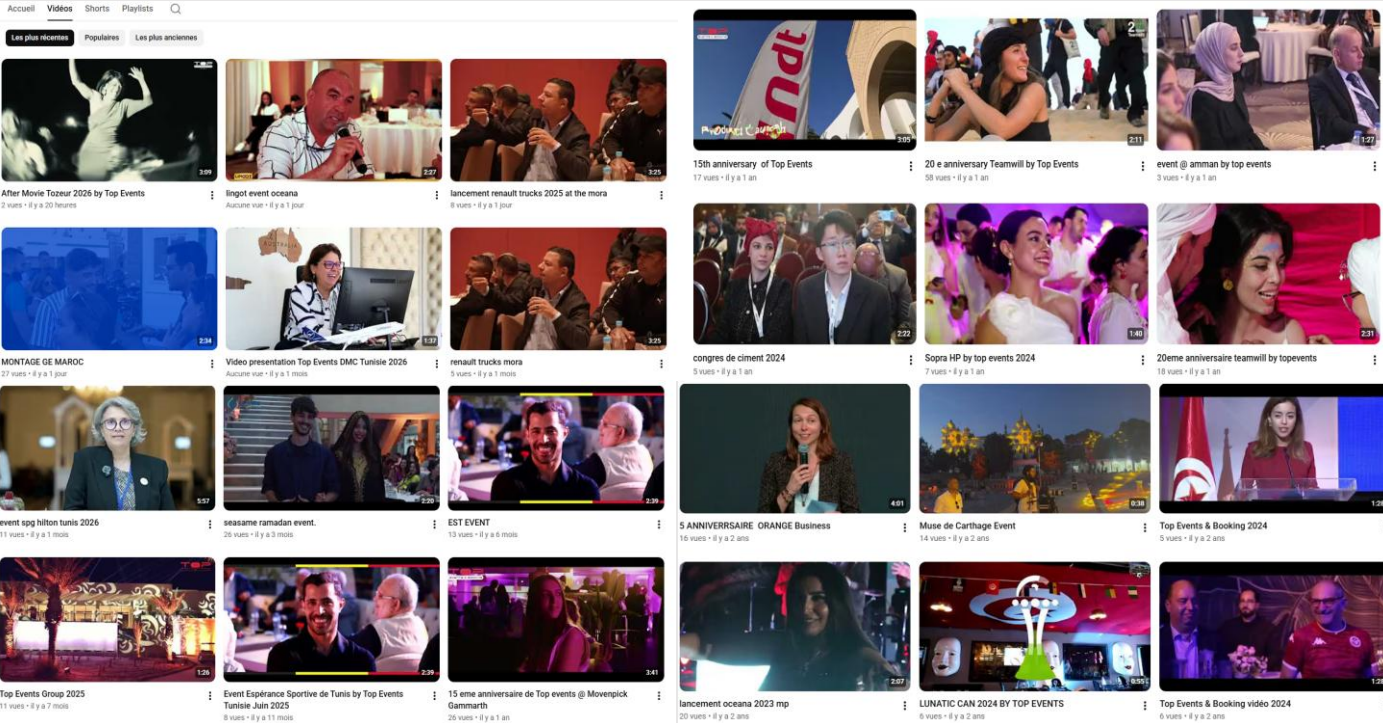 Accueil Vidéos Shorts Playlists
Les plus récentes Populaires Les plus anciennes
TOP
3:09
2:27
3:25
After Movie Tozeur 2026 by Top Events
2 vues • il y a 20 heures
lingot event oceana
Aucune vue • il y a 1 jour
lancement renault trucks 2025 at the mora
8 vues • il y a 1 jour
AUSTRALIA
2:34
1:37
3:25
MONTAGE GE MAROC
27 vues • il y a 1 jour
Video presentation Top Events DMC Tunisie 2026
Aucune vue • il y a 1 mois
renault trucks mora
5 vues • il y a 1 mois
5:57
2:20
2:39
event spg hilton tunis 2026
11 vues • il y a 1 mois
seasame ramadan event.
26 vues • il y a 3 mois
EST EVENT
13 vues • il y a 6 mois
TOP
1:26
2:39
TOP
3:41
Top Events Group 2025
11 vues • il y a 7 mois
Event Espérance Sportive de Tunis by Top Events
Tunisie Juin 2025
8 vues • il y a 11 mois
15 eme anniversaire de Top events @ Movenpick
Gammarth
26 vues • il y a 1 an
TOP
3:05
2:11
1:27
15th anniversary of Top Events
17 vues • il y a 1 an
20 e anniversary Teamwill by Top Events
58 vues • il y a 1 an
event @ amman by top events
3 vues • il y a 1 an
2:22
1:40
2:31
congres de ciment 2024
5 vues • il y a 1 an
Sopra HP by top events 2024
7 vues • il y a 1 an
20eme anniversaire teamwill by topevents
18 vues • il y a 1 an
4:01
0:38
1:28
5 ANNIVERRSAIRE ORANGE Business
16 vues • il y a 2 ans
Muse de Carthage Event
14 vues • il y a 2 ans
Top Events & Booking 2024
5 vues • il y a 2 ans
2:07
0:55
1:28
lancement oceana 2023 mp
20 vues • il y a 2 ans
LUNATIC CAN 2024 BY TOP EVENTS
6 vues • il y a 2 ans
Top Events & Booking vidéo 2024
6 vues • il y a 2 ans